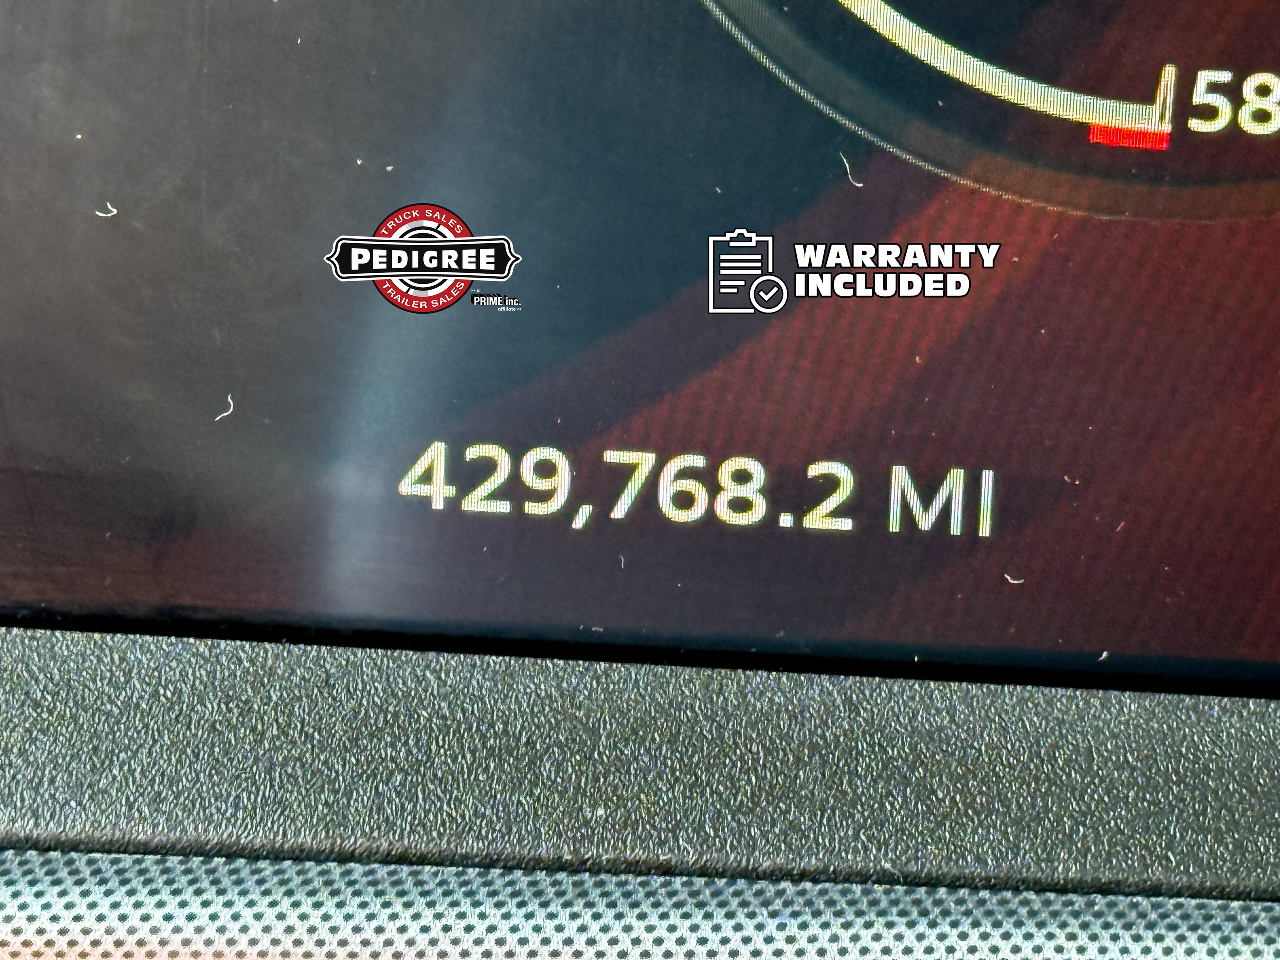 58
TRUCK SALES
PEDIGREE
TRAILER SALES
PRIME inc.
WARRANTY
INCLUDED
429,768.2 MI